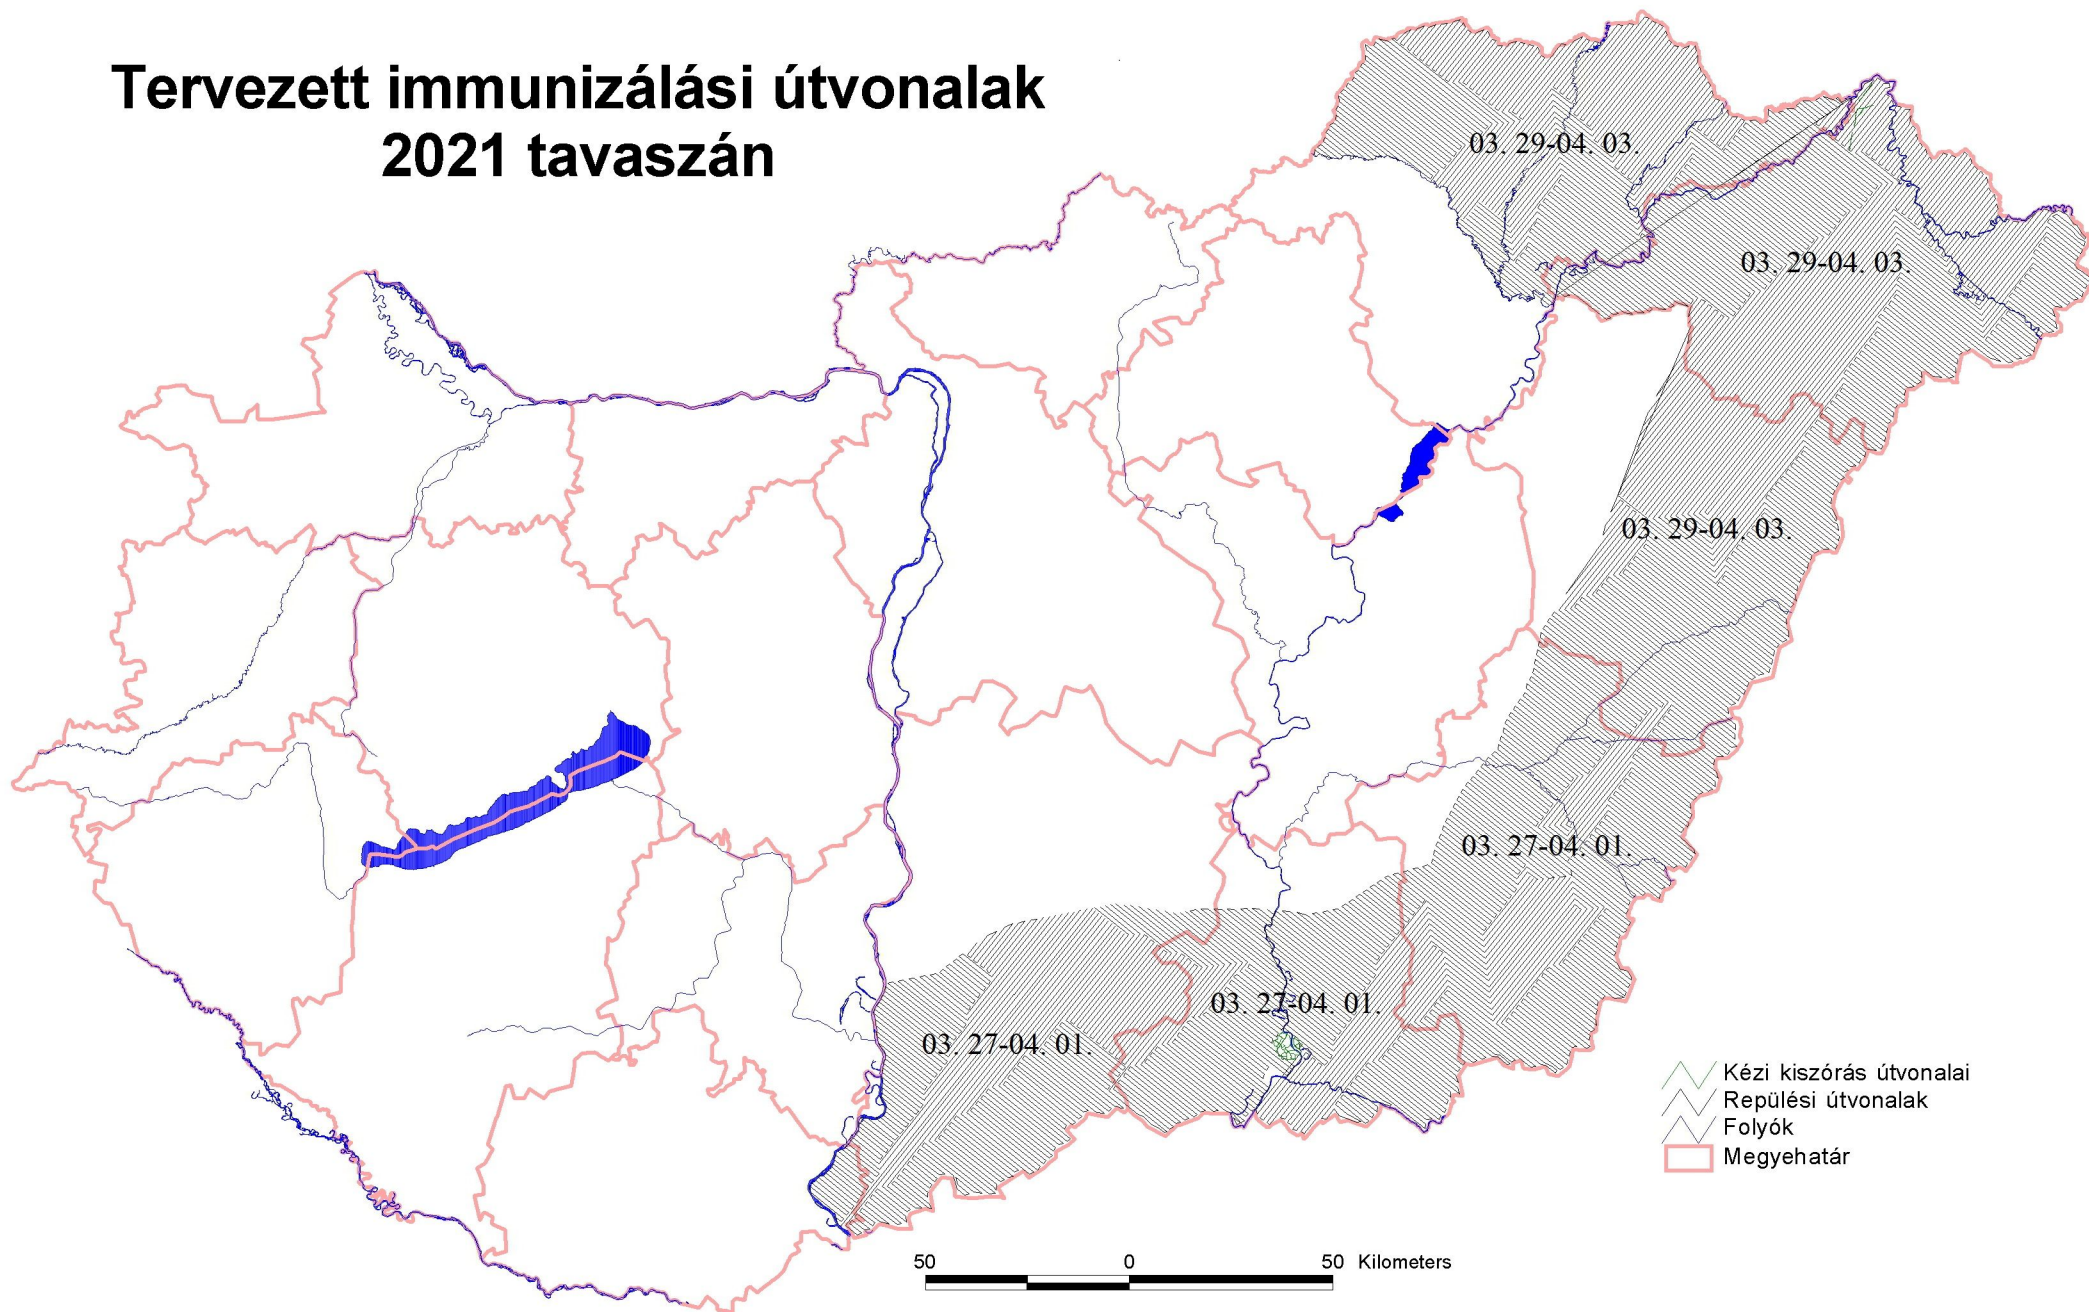 Tervezett immunizálási útvonalak
2021 tavaszán
03. 29-04. 03.
03. 29-04. 03.
03. 29-04. 03.
03. 27-04. 01.
03. 27-04. 01.
03. 27-04. 01.
Kézi kiszórás útvonalai
Repülési útvonalak
Folyók
Megyehatár
50 0 50 Kilometers